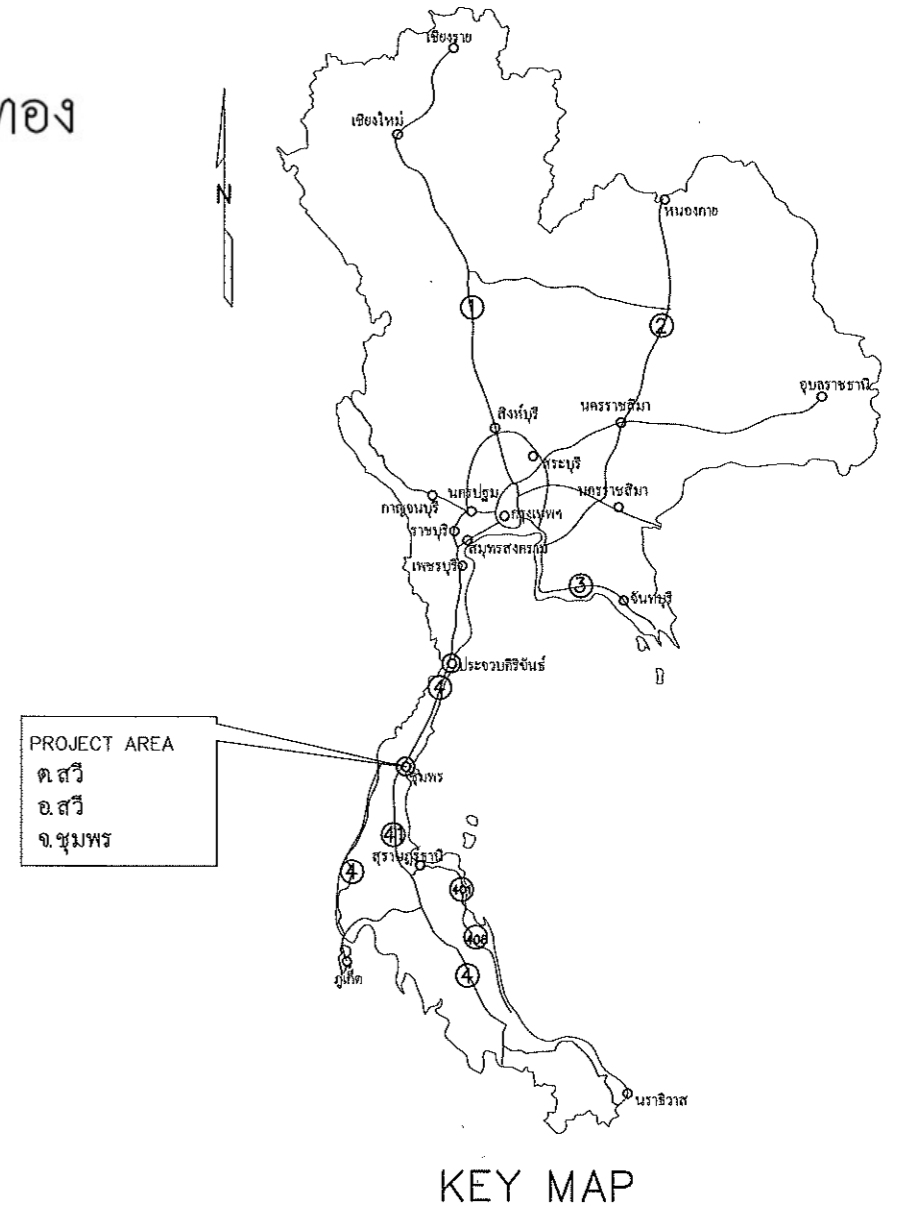 เชียงราย
ทอง
เชียงใหม่
N
หนองคาย
1
2
อุบลราชธานี
นครราชสีมา
สิงห์บุรี
สระบุรี
นครปฐม
นครราชสีมา
กาญจนบุรี
กรุงเทพฯ
ราชบุรี
สมุทรสงคราม
เพชรบุรี
3
จันทบุรี
ประจวบคีรีขันธ์
4
PROJECT AREA
ต.สวี
อ.สวี
จ.ชุมพร
ชุมพร
41
สุราษฎร์ธานี
4
401
408
4
ภูเก็ต
นราธิวาส
KEY MAP